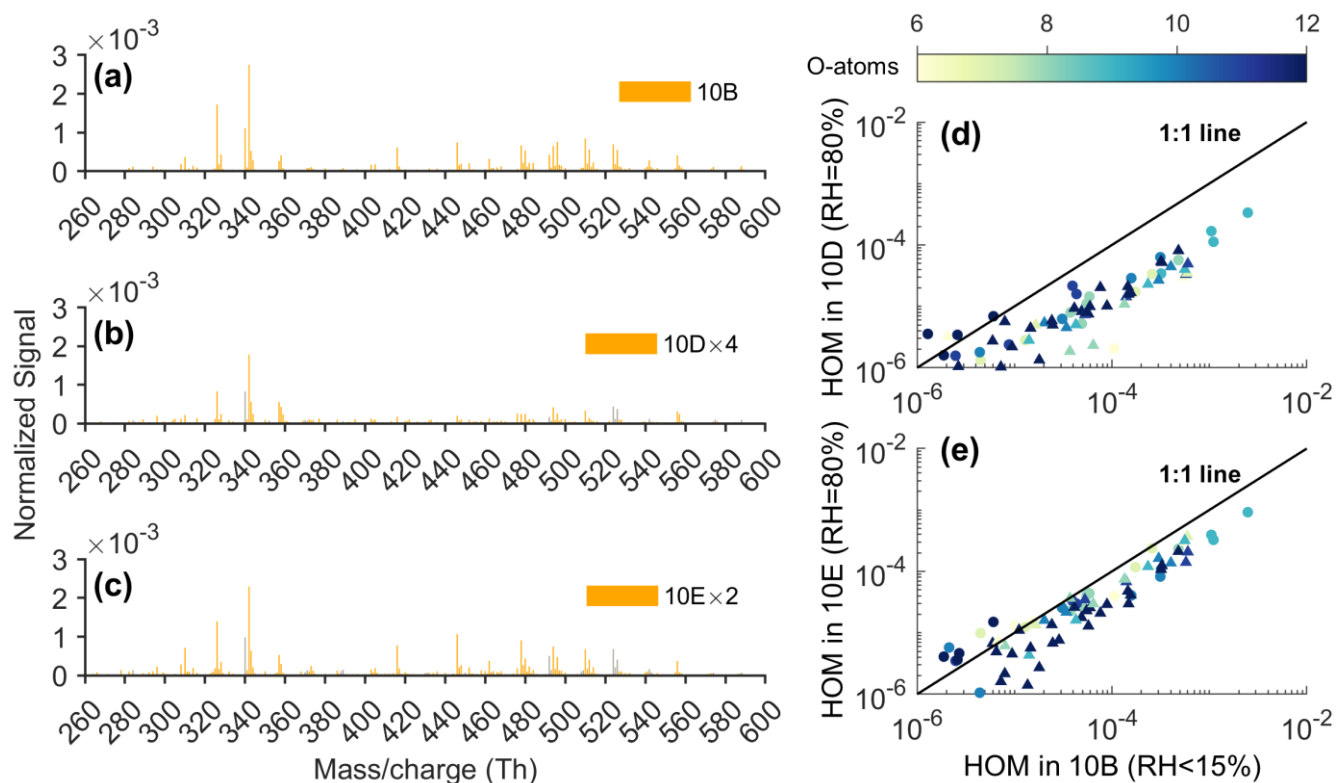 ×10⁻³
3
2
1
0
(a)
10B
260 280 300 320 340 360 380 400 420 440 460 480 500 520 540 560 580 600
×10⁻³
3
2
1
0
(b)
10D×4
260 280 300 320 340 360 380 400 420 440 460 480 500 520 540 560 580 600
×10⁻³
3
2
1
0
(c)
10E×2
260 280 300 320 340 360 380 400 420 440 460 480 500 520 540 560 580 600
Normalized Signal
Mass/charge (Th)
6 8 10 12
O-atoms
(d)
1:1 line
10⁻²
10⁻⁴
10⁻⁶
10⁻⁶ 10⁻⁴ 10⁻²
HOM in 10D (RH=80%)
(e)
1:1 line
10⁻²
10⁻⁴
10⁻⁶
10⁻⁶ 10⁻⁴ 10⁻²
HOM in 10E (RH=80%)
HOM in 10B (RH<15%)